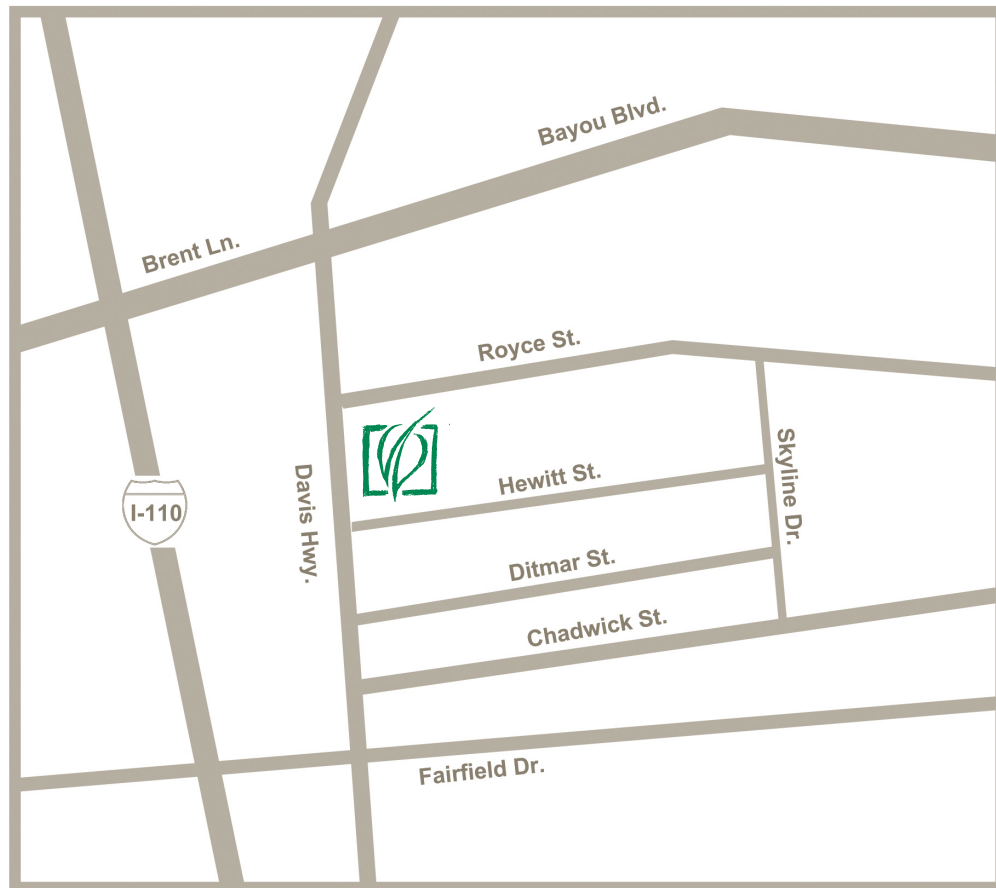 Bayou Blvd.
Brent Ln.
Royce St.
Skyline Dr.
Hewitt St.
Davis Hwy.
I-110
Ditmar St.
Chadwick St.
Fairfield Dr.